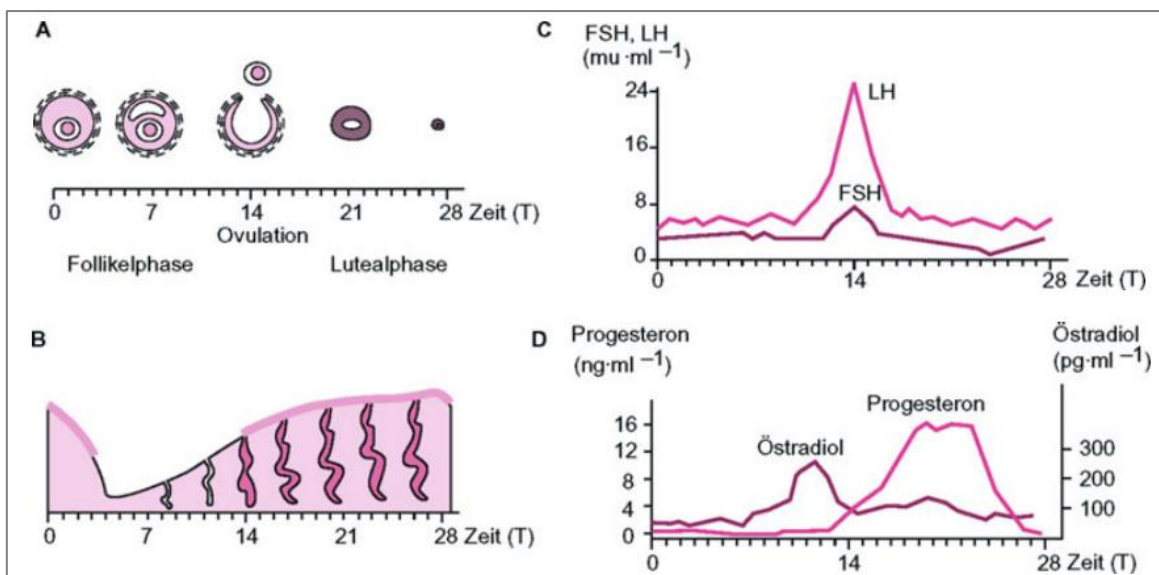 A
0 7 14 21 28 Zeit (T)
Ovulation
Follikelphase Lutealphase
B
7 14 21 28 Zeit (T)
C
FSH, LH
(mu·ml –1)
24
16
8
0
LH
FSH
0 14 28 Zeit (T)
D
Progesteron
(ng·ml –1)
Östradiol
(pg·ml –1)
16
12
8
4
0
Progesteron
Östradiol
300
200
100
0 14 28
Zeit (T)